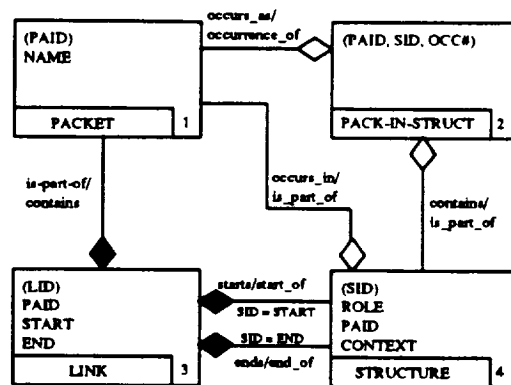 occurs_as/
occurrence_of
(PAID)
NAME
PACKET 1
(PAID, SID, OCC#)
PACK-IN-STRUCT 2
is-part-of/
contains
occurs_in/
is_part_of
contains/
is_part_of
(LID)
PAID
START
END
LINK 3
starts/start_of
SID = START
SID = END
ends/end_of
(SID)
ROLE
PAID
CONTEXT
STRUCTURE 4